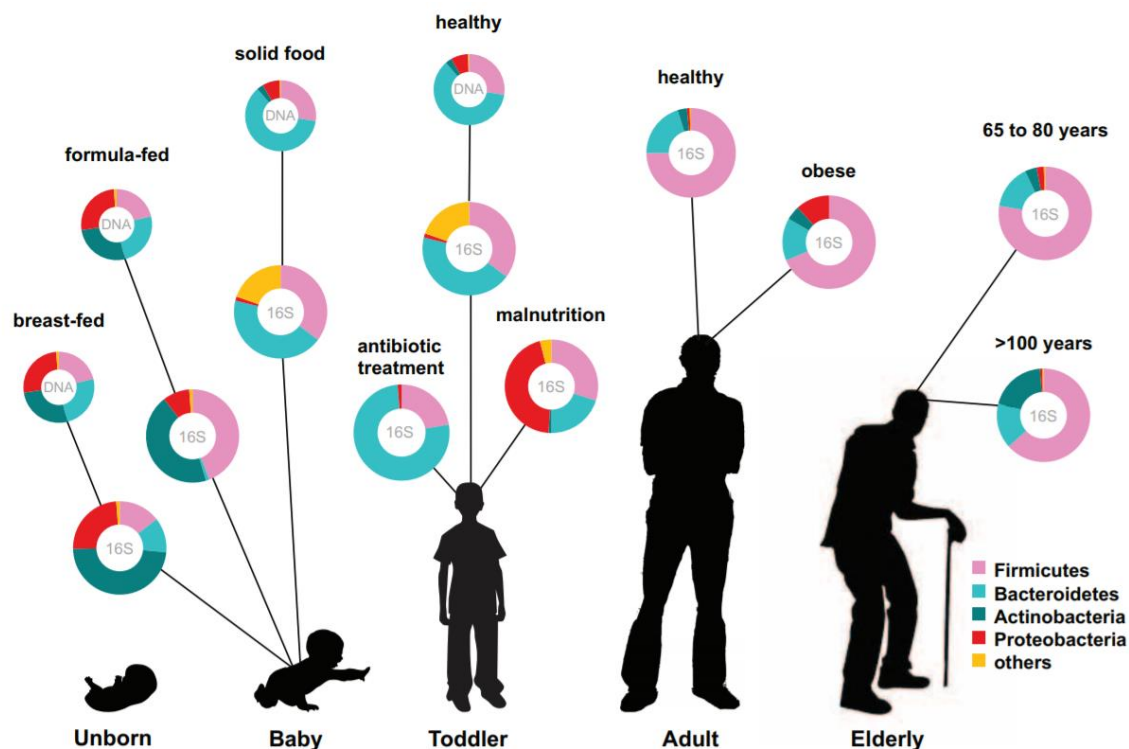 healthy
solid food
DNA
DNA
healthy
65 to 80 years
formula-fed
16S
obese
16S
DNA
16S
16S
16S
breast-fed
malnutrition
antibiotic
treatment
>100 years
DNA
16S
16S
16S
16S
16S
Firmicutes
Bacteroidetes
Actinobacteria
Proteobacteria
others
Unborn
Baby
Toddler
Adult
Elderly